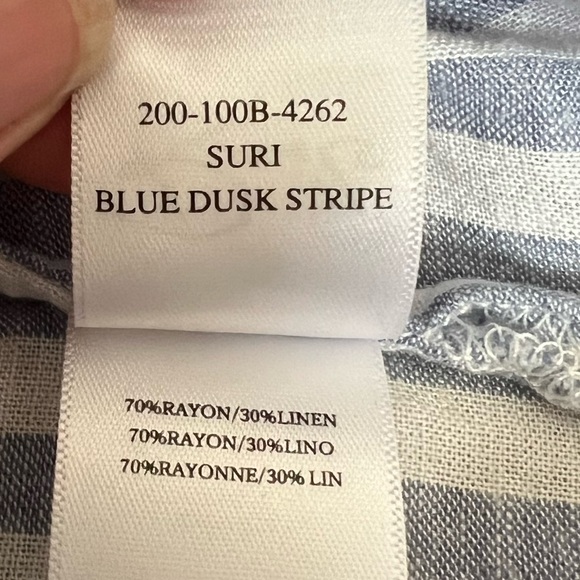 200-100B-4262
SURI
BLUE DUSK STRIPE
70%RAYON/30%LINEN
70%RAYON/30%LINO
70%RAYONNE/30% LIN